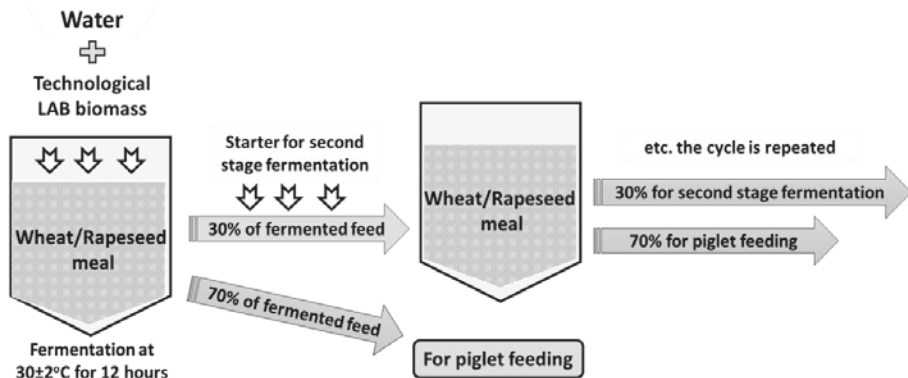 Water
Technological
LAB biomass
Wheat/Rapeseed
meal
Fermentation at
30±2°C for 12 hours
Starter for second
stage fermentation
30% of fermented feed
70% of fermented feed
Wheat/Rapeseed
meal
For piglet feeding
etc. the cycle is repeated
30% for second stage fermentation
70% for piglet feeding